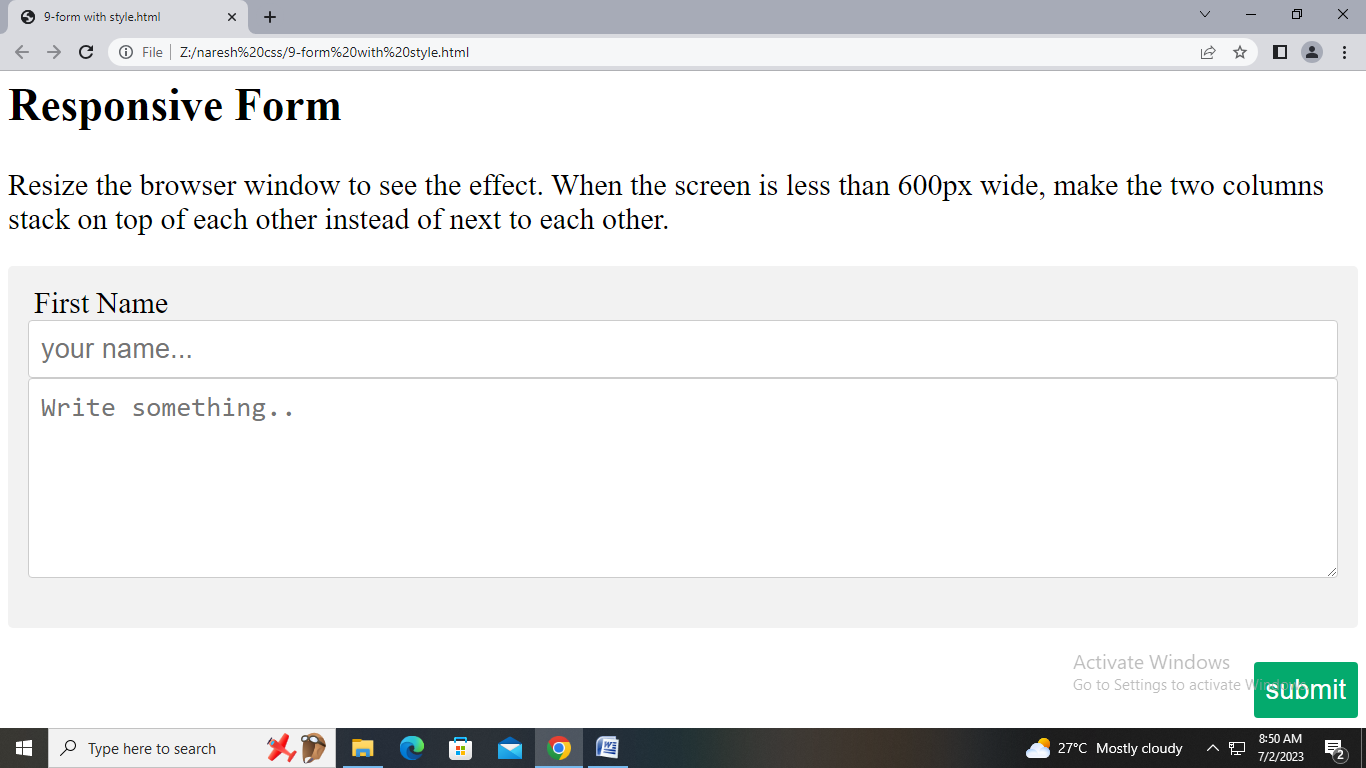 9-form with style.html
File
Z:/naresh%20css/9-form%20with%20style.html
Responsive Form
Resize the browser window to see the effect. When the screen is less than 600px wide, make the two columns
stack on top of each other instead of next to each other.
First Name
your name...
Write something..
Activate Windows
Go to Settings to activate Windows.
submit
Type here to search
27°C Mostly cloudy
8:50 AM
7/2/2023
2